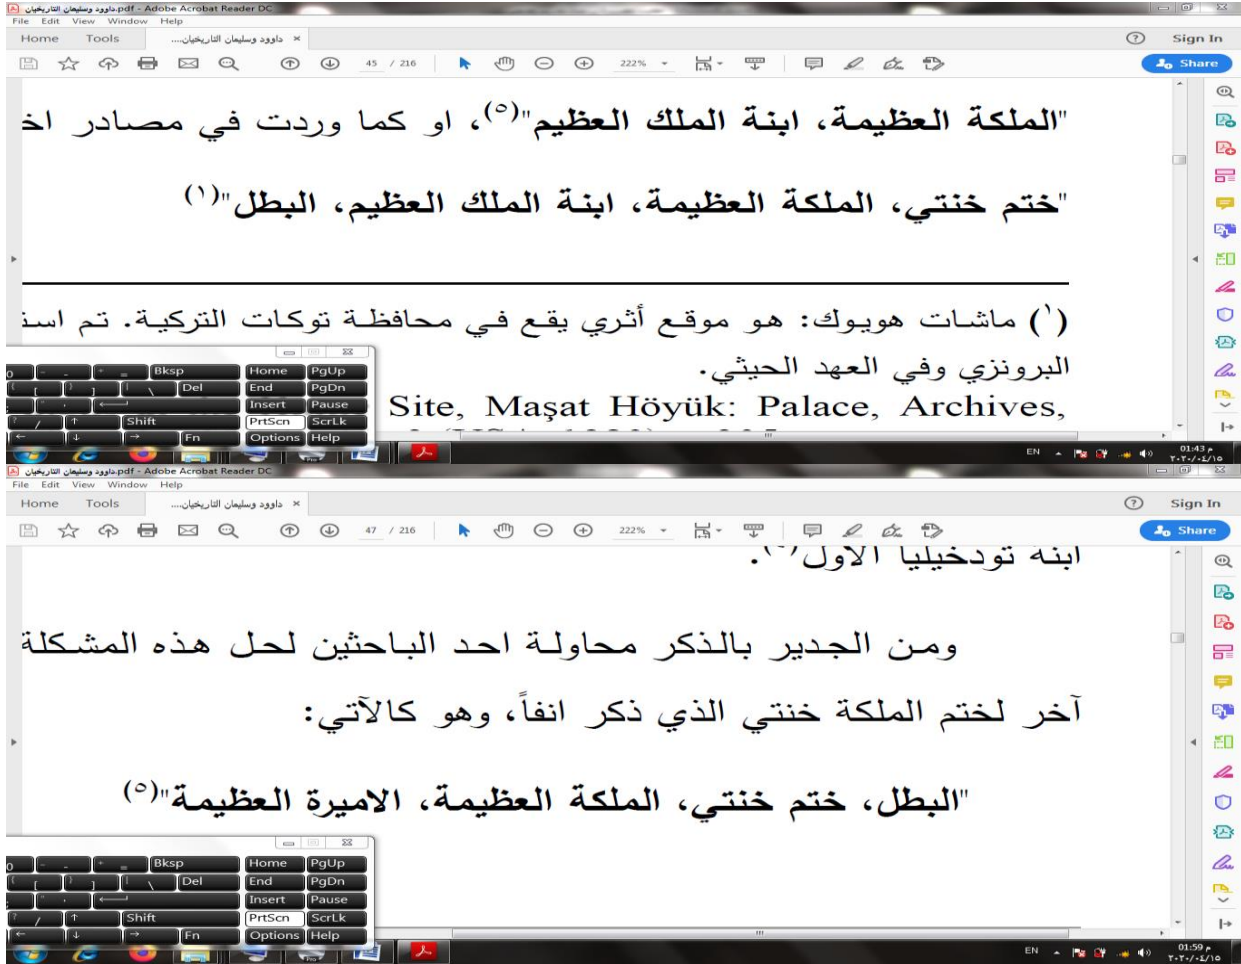 داوود وسليمان التاريخيان.pdf - Adobe Acrobat Reader DC
File Edit View Window Help
Home Tools داوود وسليمان التاريخيان.... × Sign In
45 / 216 222% Share
"الملكة العظيمة، ابنة الملك العظيم"(٥)، او كما وردت في مصادر اخ
"ختم خنتي، الملكة العظيمة، ابنة الملك العظيم، البطل"(١)
(١) ماشات هويوك: هو موقع أثري يقع في محافظة توكات التركية. تم است
البرونزي وفي العهد الحيثي.
Site, Maşat Höyük: Palace, Archives,
Bksp Home PgUp
Del End PgDn
Insert Pause
Shift PrtScn ScrLk
Fn Options Help
EN 01:43 م
٢٠٢٠/٠٤/١٥
داوود وسليمان التاريخيان.pdf - Adobe Acrobat Reader DC
File Edit View Window Help
Home Tools داوود وسليمان التاريخيان.... × Sign In
47 / 216 222% Share
ابنة تودخيليا الاول
ومن الجدير بالذكر محاولة احد الباحثين لحل هذه المشكلة
آخر لختم الملكة خنتي الذي ذكر انفاً، وهو كالآتي:
"البطل، ختم خنتي، الملكة العظيمة، الاميرة العظيمة"(٥)
Bksp Home PgUp
Del End PgDn
Insert Pause
Shift PrtScn ScrLk
Fn Options Help
EN 01:59 م
٢٠٢٠/٠٤/١٥